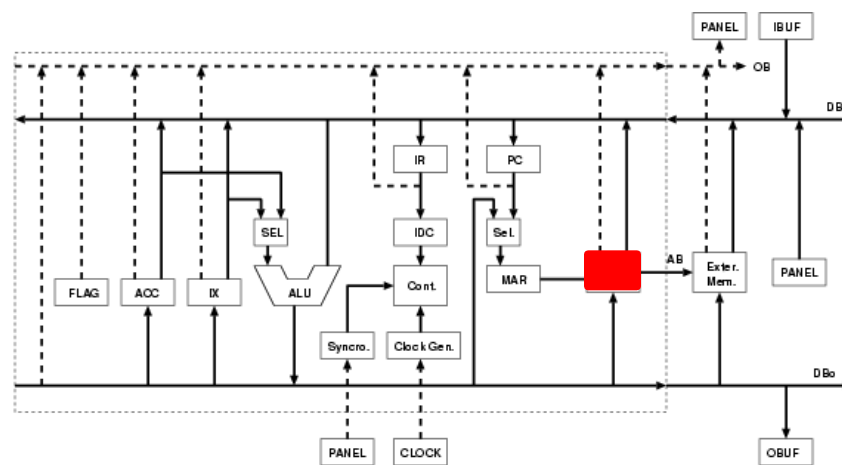 PANEL
IBUF
OB
DB
IR
PC
SEL
IDC
Sel.
FLAG
ACC
IX
ALU
Cont.
MAR
AB
Exter.
Mem.
PANEL
Syncro.
Clock Gen.
DBo
PANEL
CLOCK
OBUF